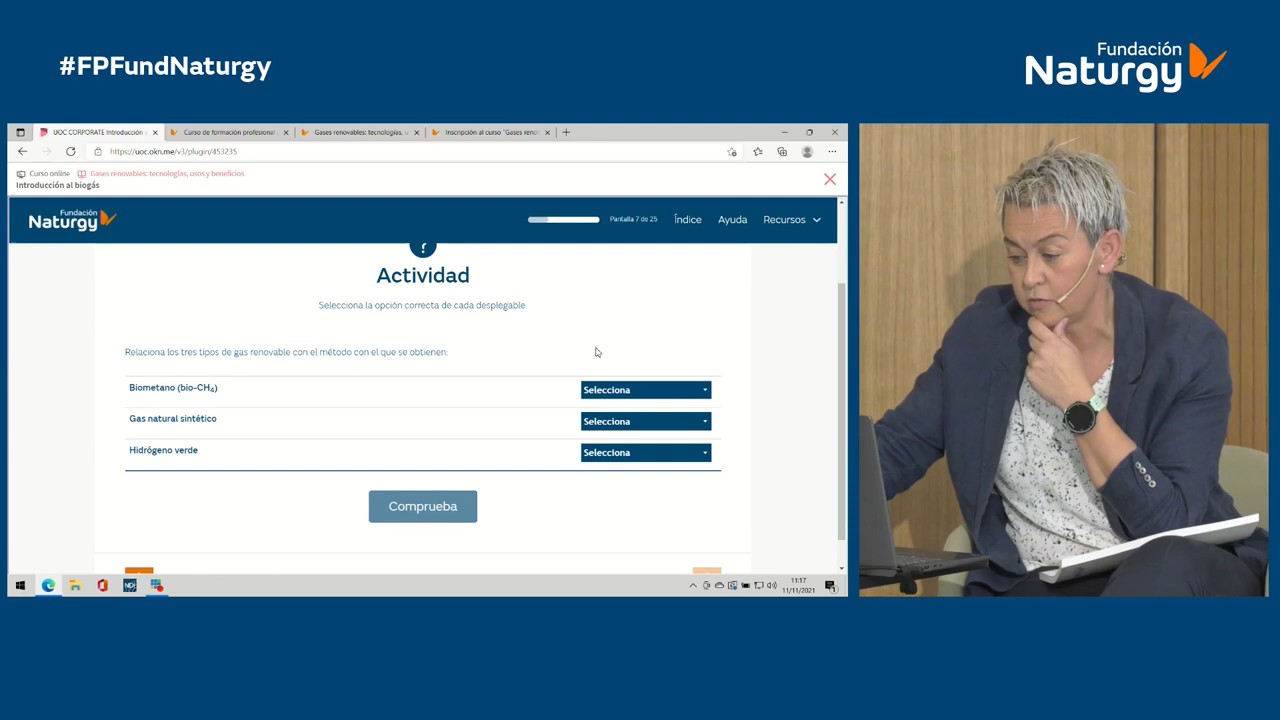 #FPFundNaturgy
Fundación
Naturgy
UOC CORPORATE Introducción
Curso de formación profesional
Gases renovables: tecnologías, us
Inscripción al curso "Gases reno
https://uoc.okn.me/v3/plugin/453235
Curso online
Gases renovables: tecnologías, usos y beneficios
Introducción al biogás
Fundación
Naturgy
Pantalla 7 de 25
Índice
Ayuda
Recursos
?
Actividad
Selecciona la opción correcta de cada desplegable.
Relaciona los tres tipos de gas renovable con el método con el que se obtienen:
Biometano (bio-CH₄)
Selecciona
Gas natural sintético
Selecciona
Hidrógeno verde
Selecciona
Comprueba
11:17
11/11/2021